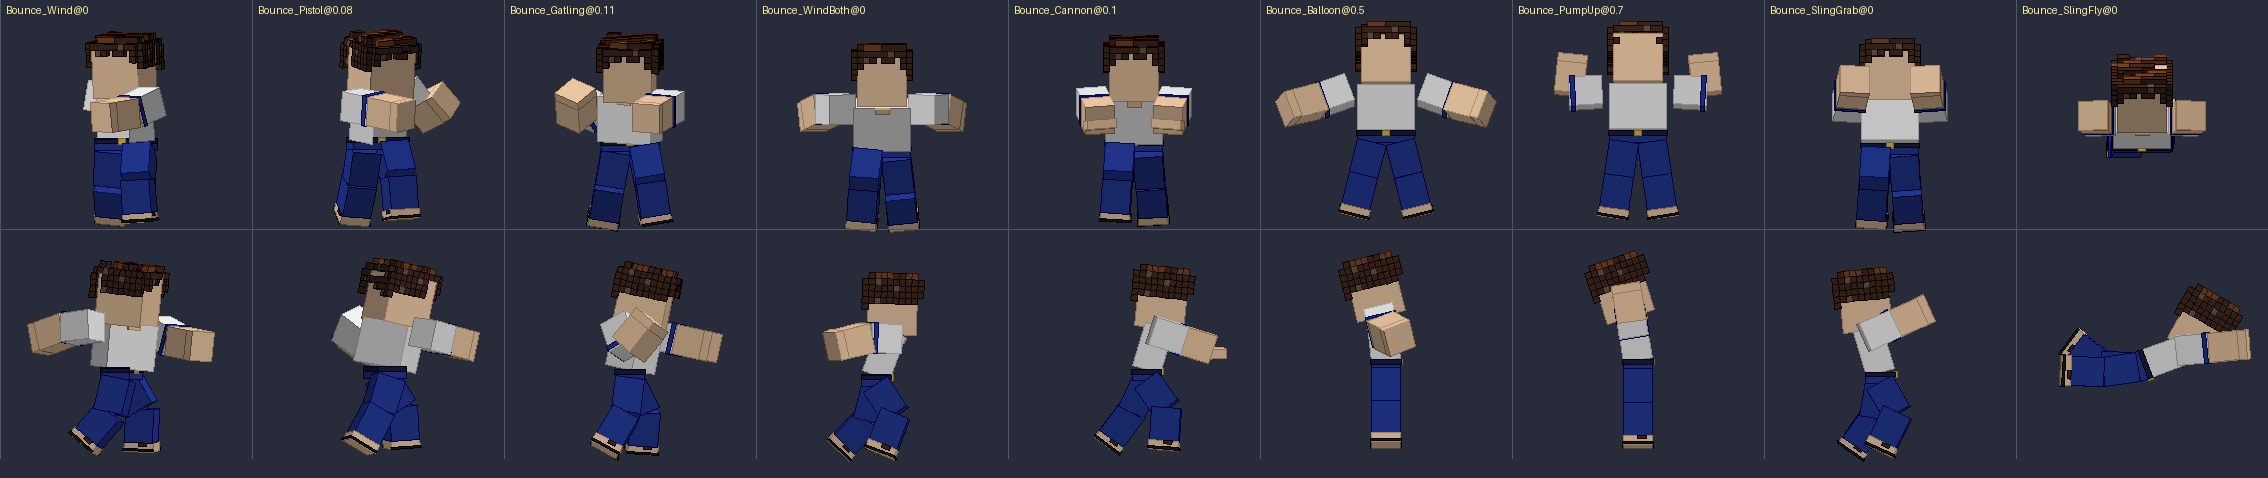 Bounce_Wind@0
Bounce_Pistol@0.08
Bounce_Gatling@0.11
Bounce_WindBoth@0
Bounce_Cannon@0.1
Bounce_Balloon@0.5
Bounce_PumpUp@0.7
Bounce_SlingGrab@0
Bounce_SlingFly@0